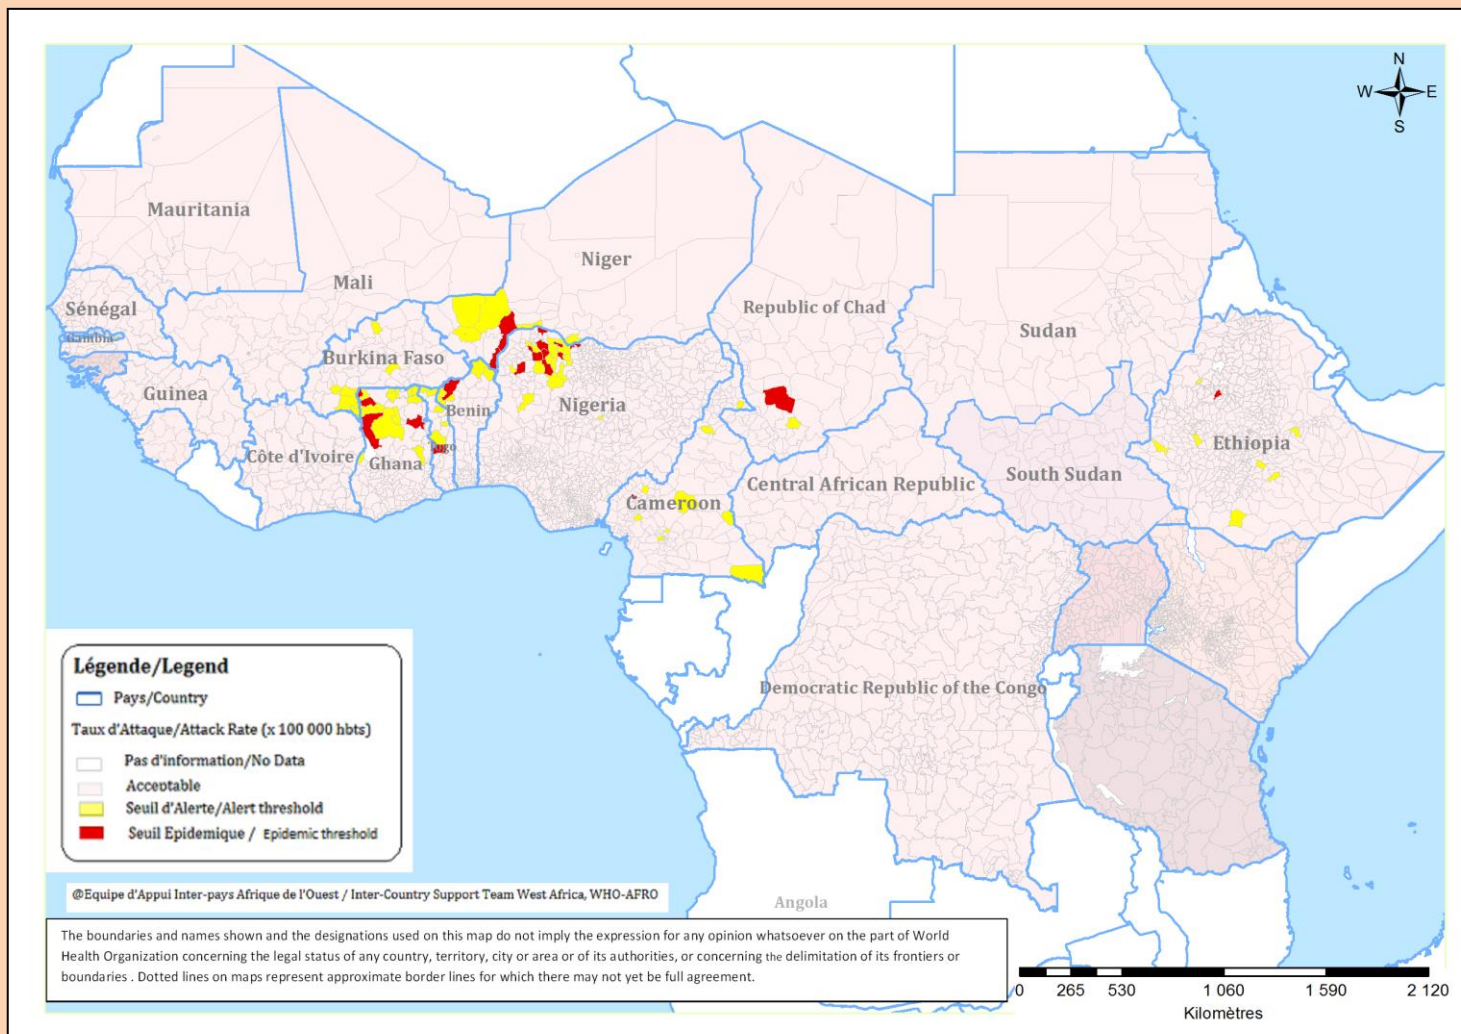 N
W E
S
Mauritania
Mali
Niger
Republic of Chad
Sudan
Sénégal
Gambia
Burkina Faso
Guinea
Benin
Nigeria
Ethiopia
Côte d'Ivoire
Ghana
Togo
South Sudan
Central African Republic
Cameroon
Democratic Republic of the Congo
Angola
Légende/Legend
Pays/Country
Taux d'Attaque/Attack Rate (x 100 000 hbts)
Pas d'information/No Data
Acceptable
Seuil d'Alerte/Alert threshold
Seuil Epidemique / Epidemic threshold
@Equipe d'Appui Inter-pays Afrique de l'Ouest / Inter-Country Support Team West Africa, WHO-AFRO
The boundaries and names shown and the designations used on this map do not imply the expression for any opinion whatsoever on the part of World
Health Organization concerning the legal status of any country, territory, city or area or of its authorities, or concerning the delimitation of its frontiers or
boundaries . Dotted lines on maps represent approximate border lines for which there may not yet be full agreement.
0 265 530 1 060 1 590 2 120
Kilomètres